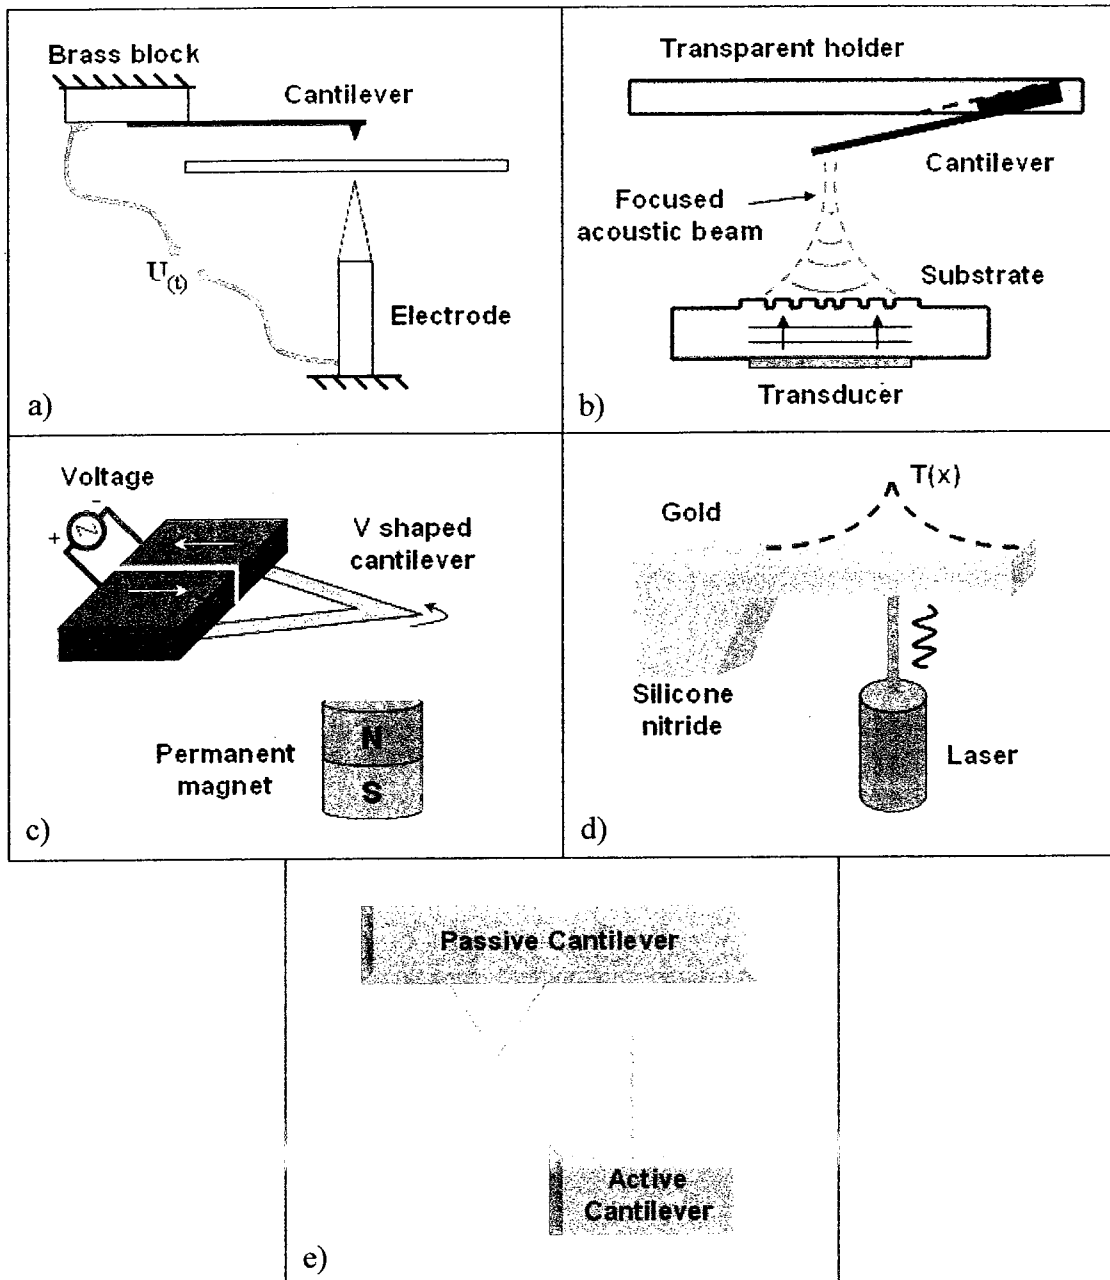 Brass block
Cantilever
U(t)
Electrode
a)
Transparent holder
Cantilever
Focused
acoustic beam
Substrate
Transducer
b)
Voltage
- 
+
V shaped
cantilever
Permanent
magnet
N
S
c)
T(x)
Gold
Silicone
nitride
Laser
d)
Passive Cantilever
Active
Cantilever
e)